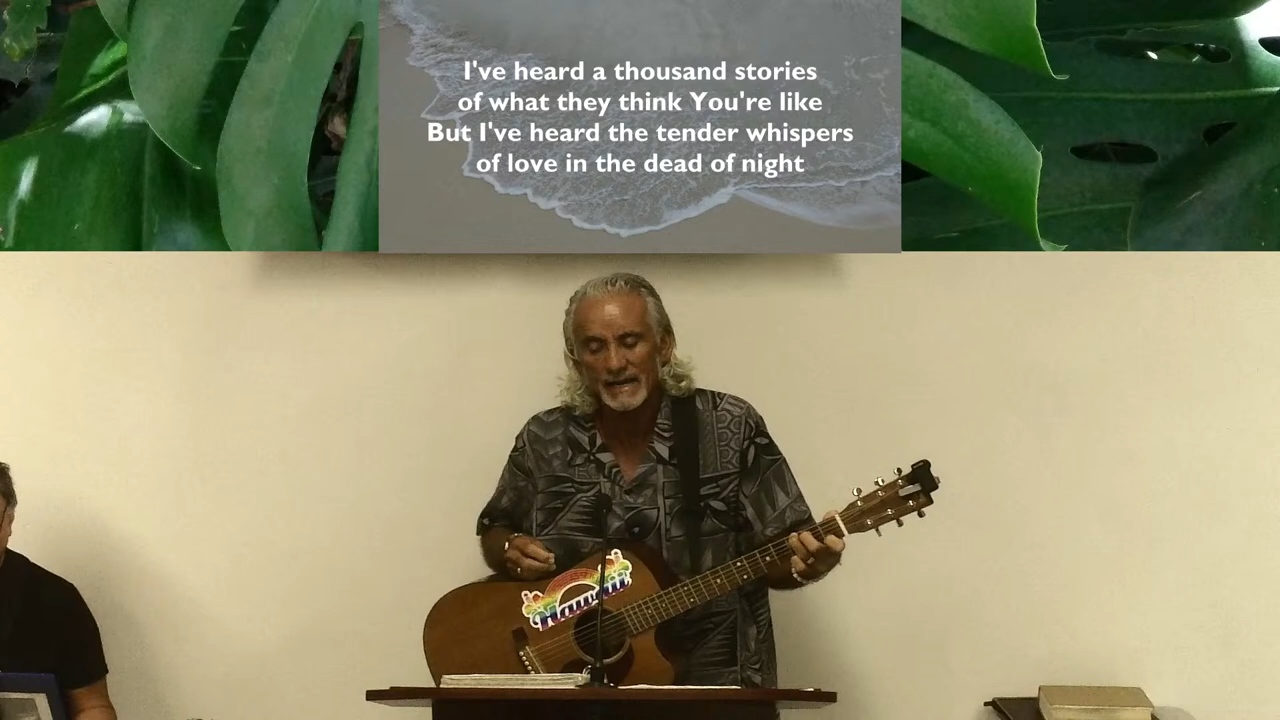 I've heard a thousand stories
of what they think You're like
But I've heard the tender whispers
of love in the dead of night
Hawaii